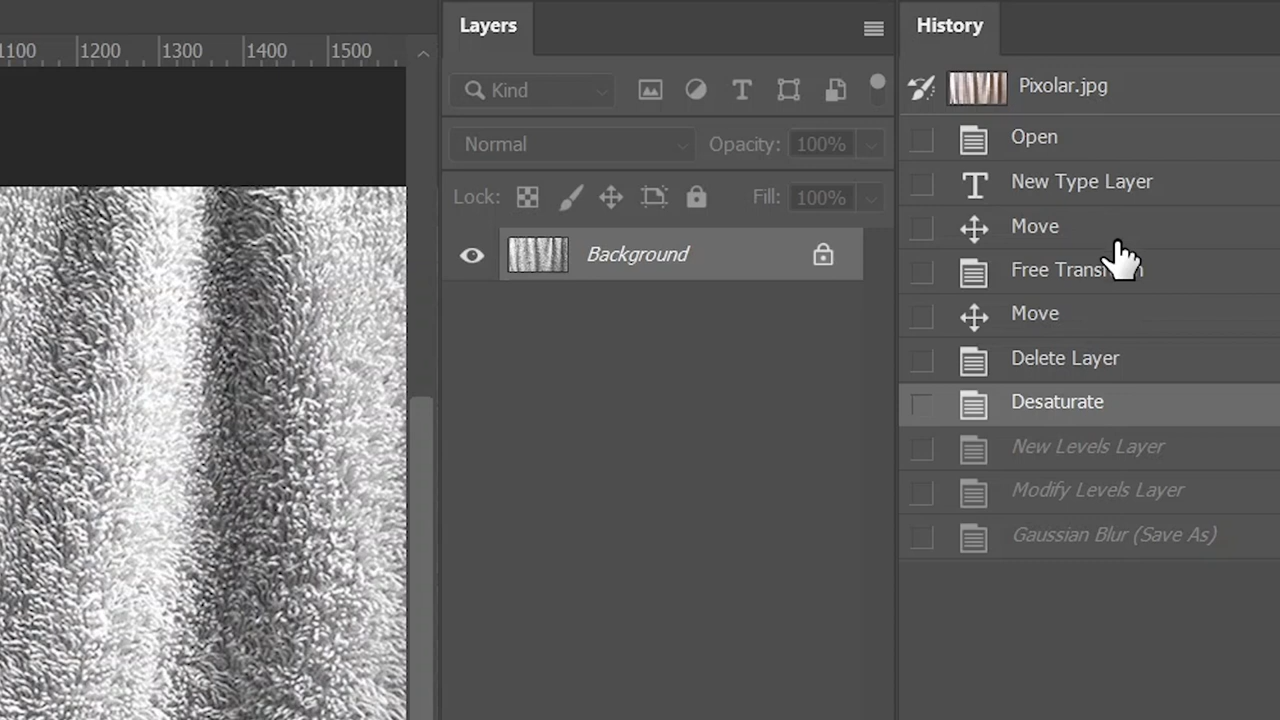 1100 1200 1300 1400 1500
Layers
Kind
Normal
Opacity: 100%
Lock:
Fill: 100%
Background
History
Pixolar.jpg
Open
New Type Layer
Move
Free Transform
Move
Delete Layer
Desaturate
New Levels Layer
Modify Levels Layer
Gaussian Blur (Save As)